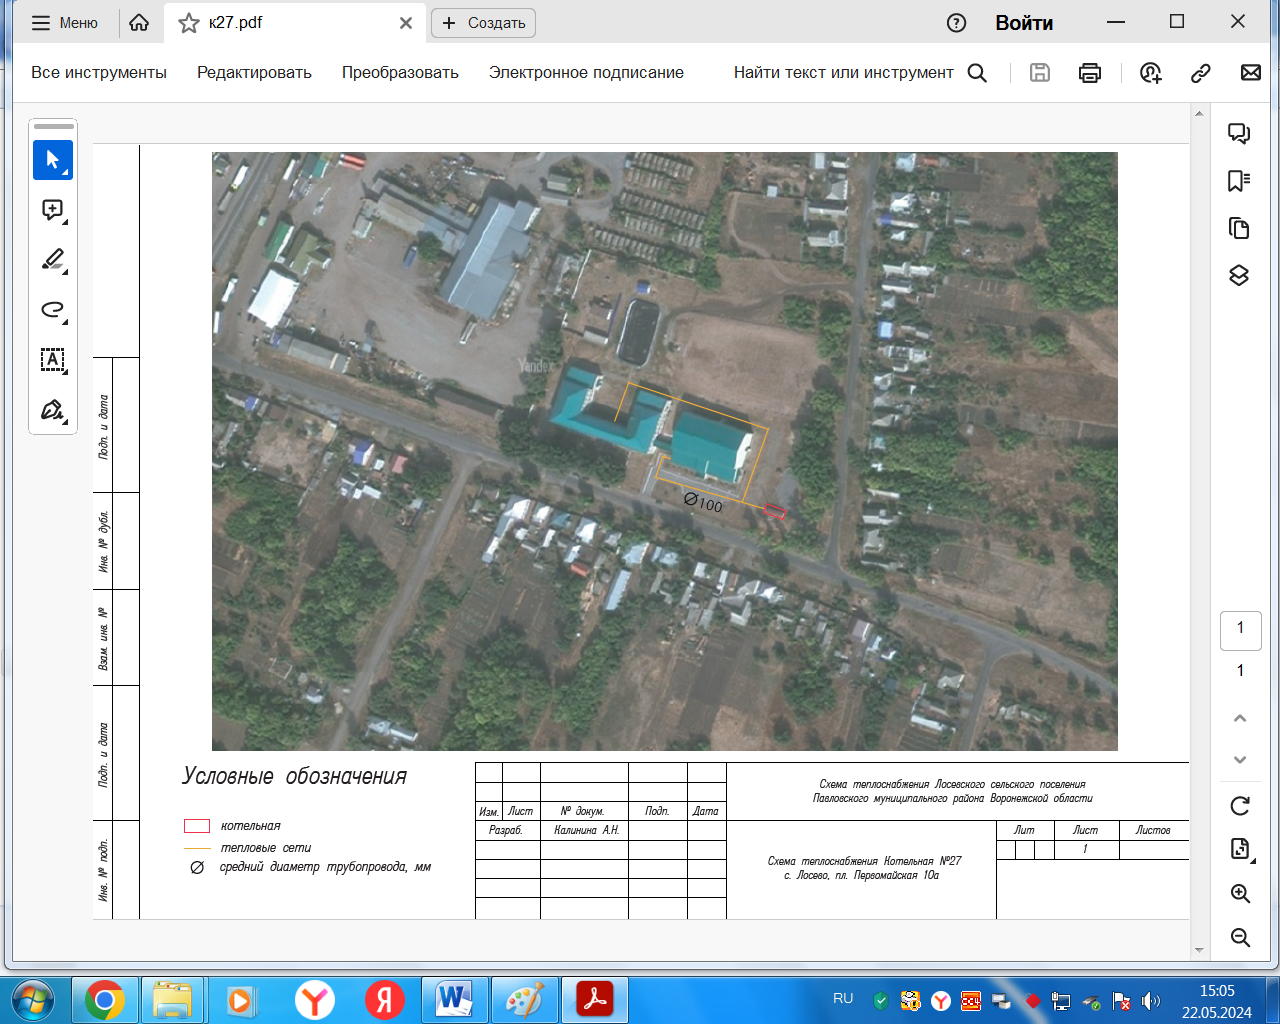 Меню
к27.pdf
Создать
Войти
Все инструменты
Редактировать
Преобразовать
Электронное подписание
Найти текст или инструмент
Yandex
Ø100
Подп. и дата
Инв. № дубл.
Взам. инв. №
Подп. и дата
Инв. № подп.
1
1
Условные обозначения
котельная
тепловые сети
Ø средний диаметр трубопровода, мм
Изм. Лист № докум. Подп. Дата
Разраб. Калинина А.Н.
Схема теплоснабжения Лосевского сельского поселения
Павловского муниципального района Воронежской области
Схема теплоснабжения Котельная №27
с. Лосево, пл. Первомайская 10а
Лит Лист Листов
1
RU
15:05
22.05.2024